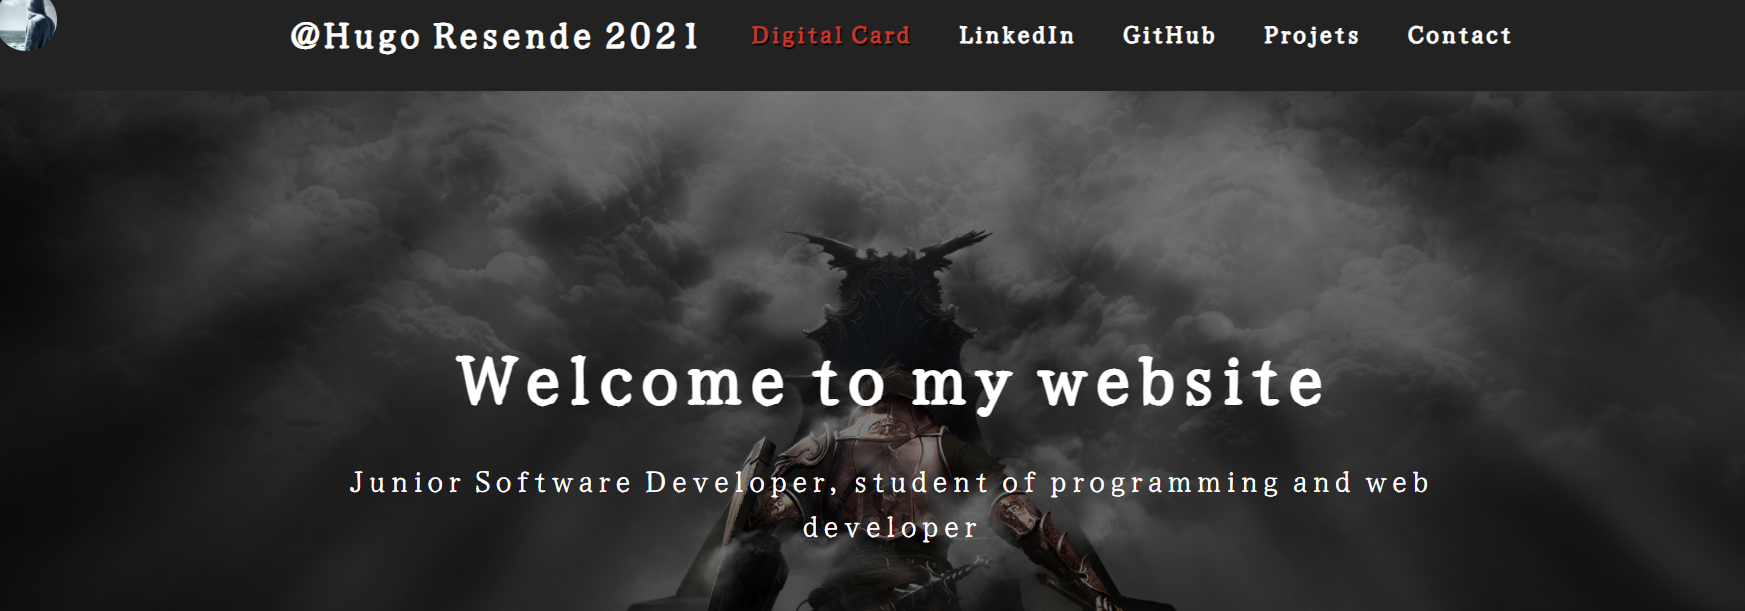 @Hugo Resende 2021 Digital Card LinkedIn GitHub Projets Contact
Welcome to my website
Junior Software Developer, student of programming and web
developer